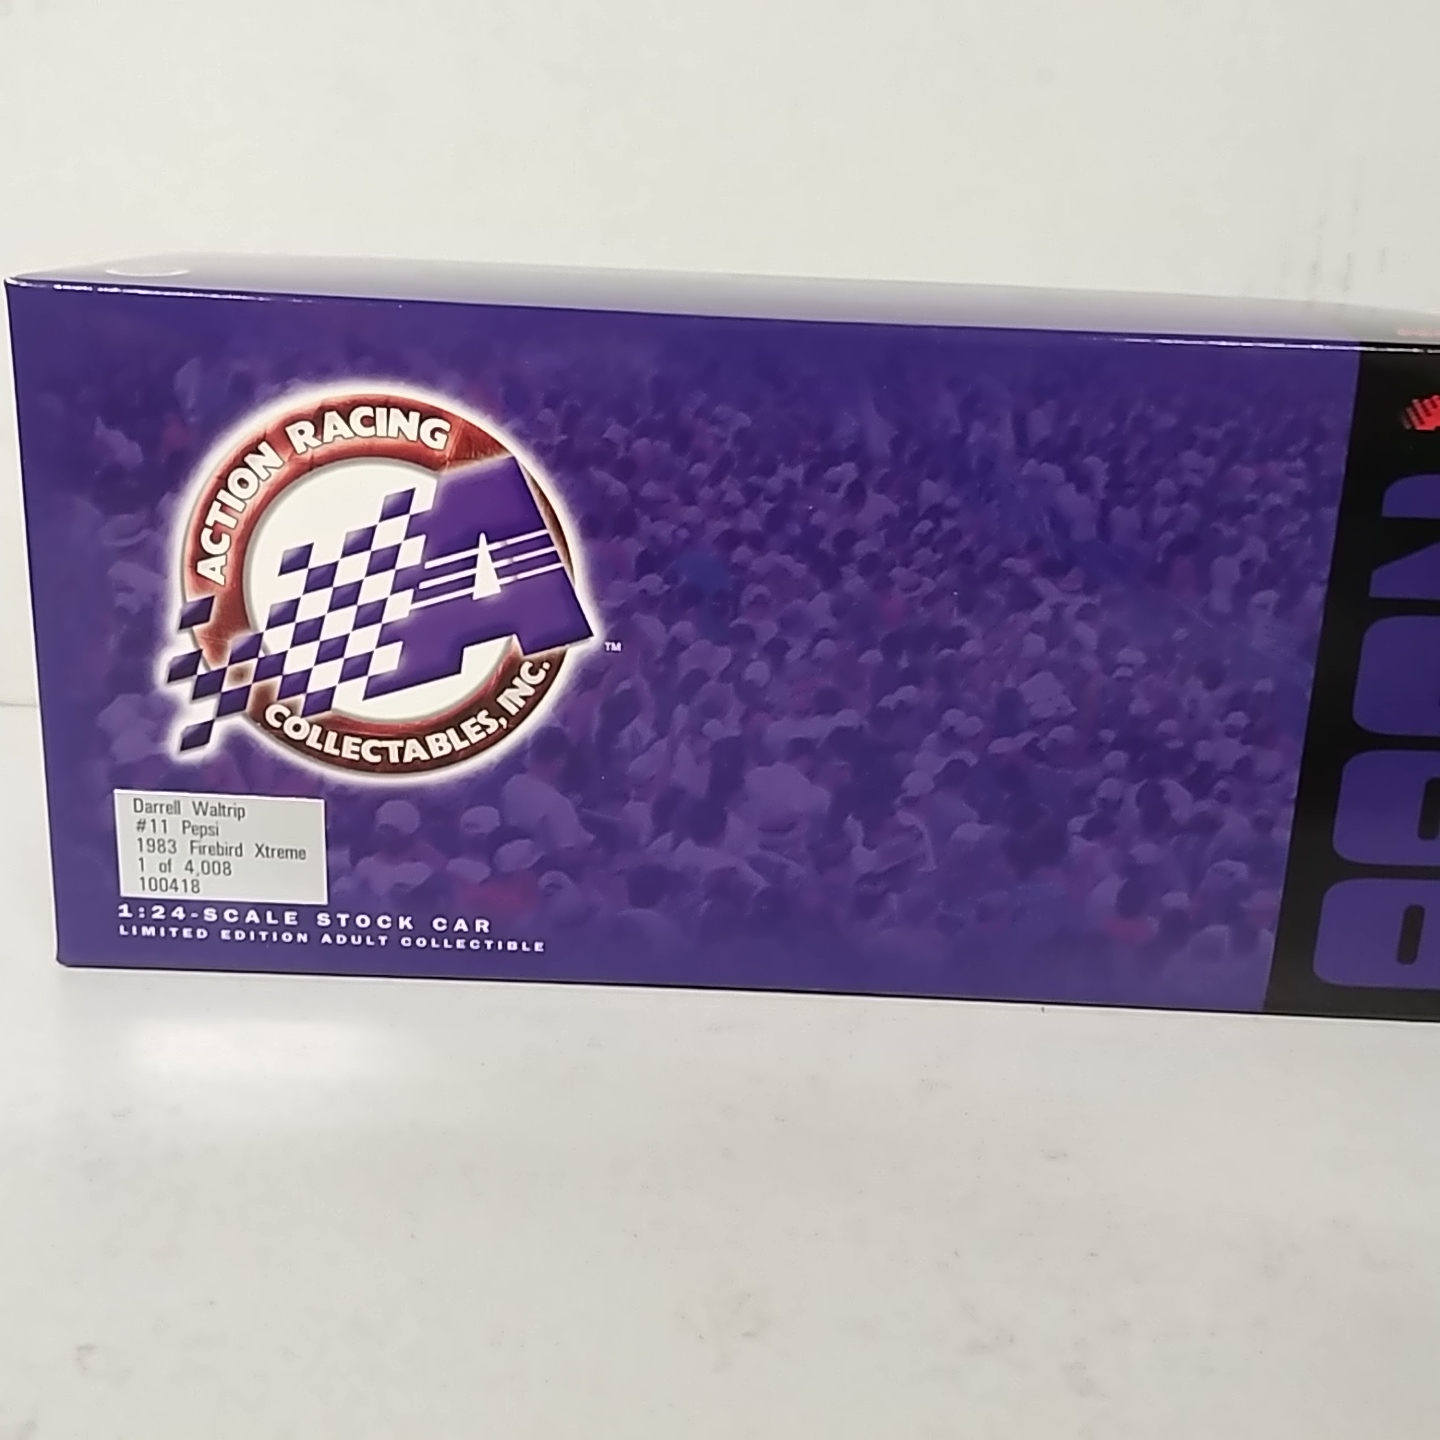 ACTION RACING
COLLECTABLES, INC.
TM
Darrell Waltrip
#11 Pepsi
1983 Firebird Xtreme
1 of 4,008
100418
1:24-SCALE STOCK CAR
LIMITED EDITION ADULT COLLECTIBLE